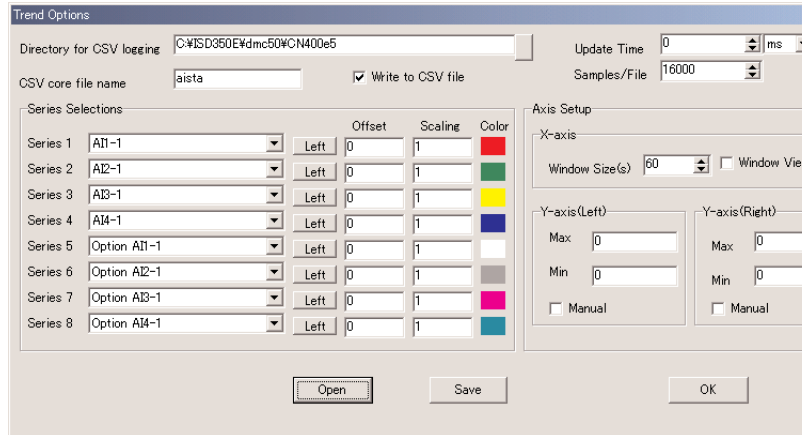 Trend Options
Directory for CSV logging C:¥ISD350E¥dmc50¥CN400e5 Update Time 0 ms
CSV core file name aista Write to CSV file Samples/File 16000
Series Selections Axis Setup
Offset Scaling Color X-axis
Series 1 AI1-1 Left 0 1
Series 2 AI2-1 Left 0 1 Window Size(s) 60 Window Vie
Series 3 AI3-1 Left 0 1
Series 4 AI4-1 Left 0 1 Y-axis(Left) Y-axis(Right)
Series 5 Option AI1-1 Left 0 1 Max 0 Max 0
Series 6 Option AI2-1 Left 0 1 Min 0 Min 0
Series 7 Option AI3-1 Left 0 1 Manual Manual
Series 8 Option AI4-1 Left 0 1
Open Save OK